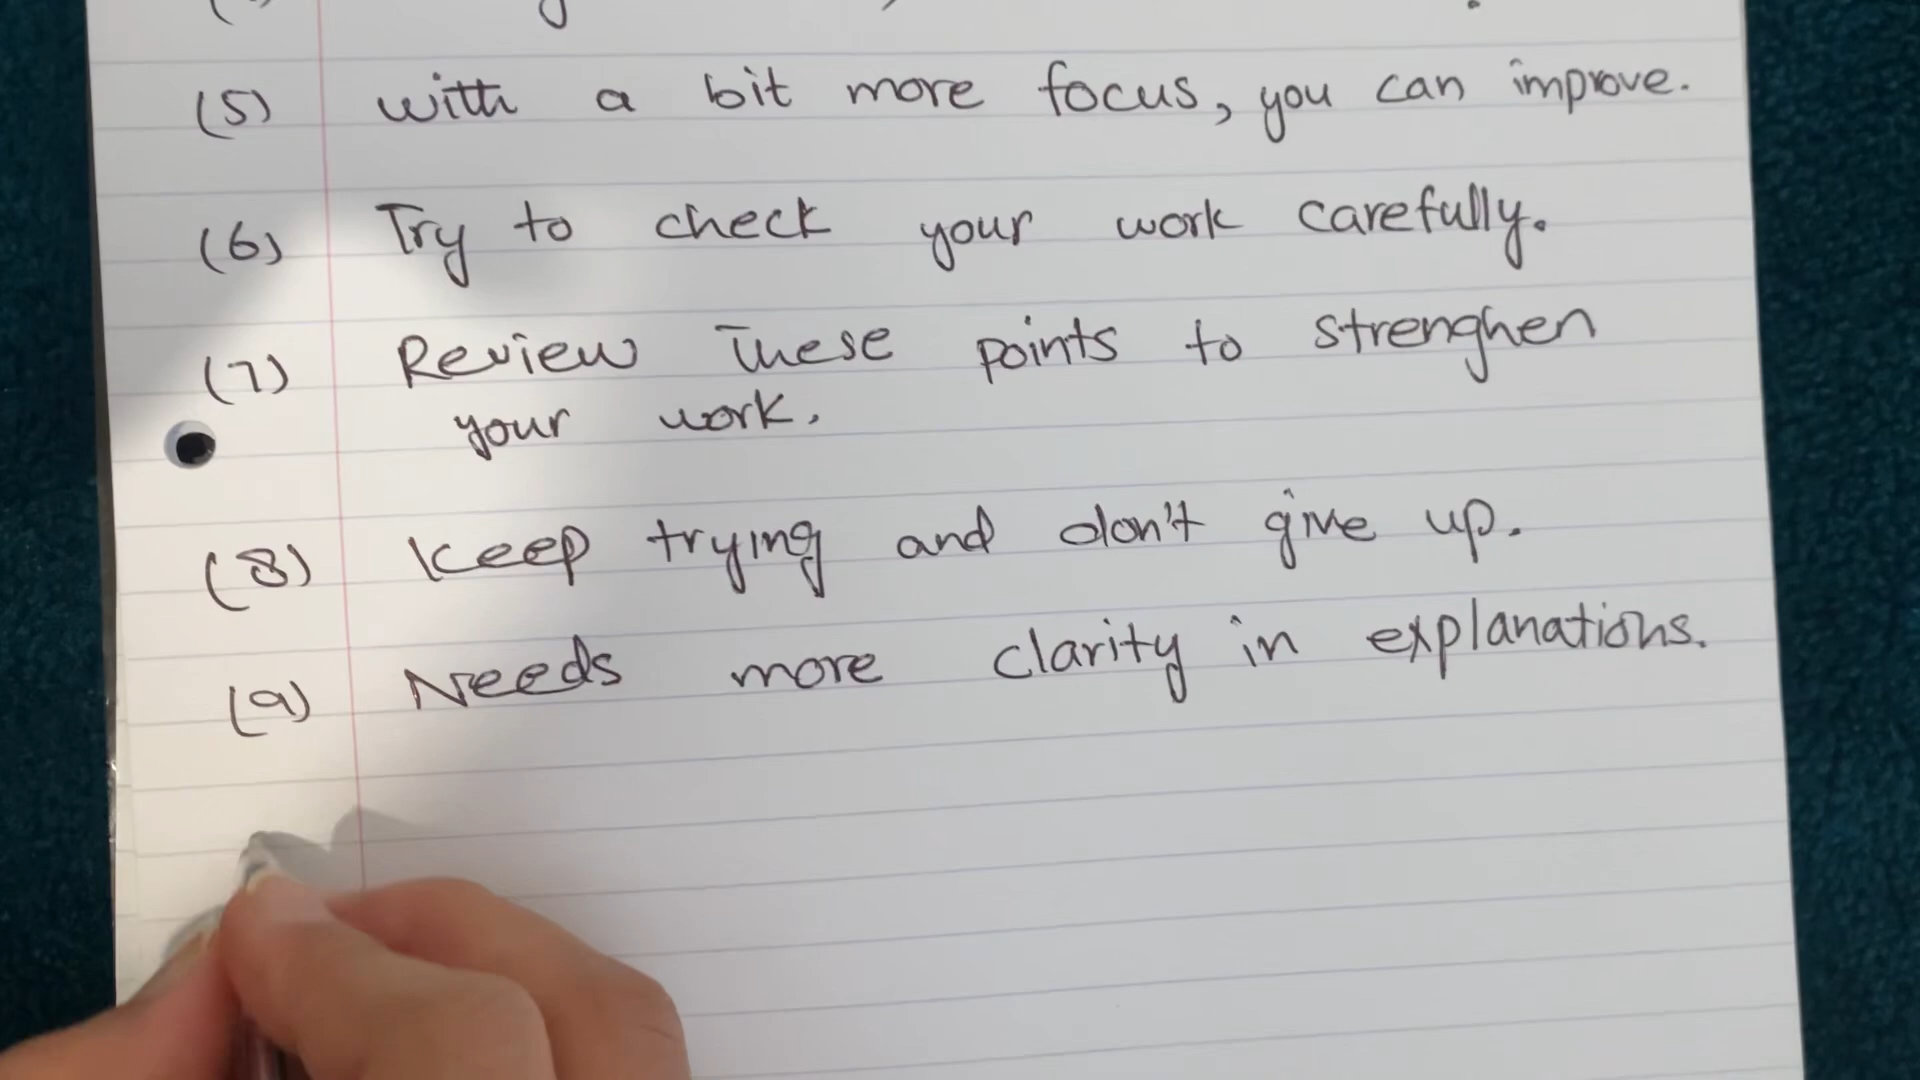 (5) with a bit more focus, you can improve.
(6) Try to check your work carefully.
(7) Review These points to strenghen
your work.
(8) Keep trying and don't give up.
(9) Needs more clarity in explanations.